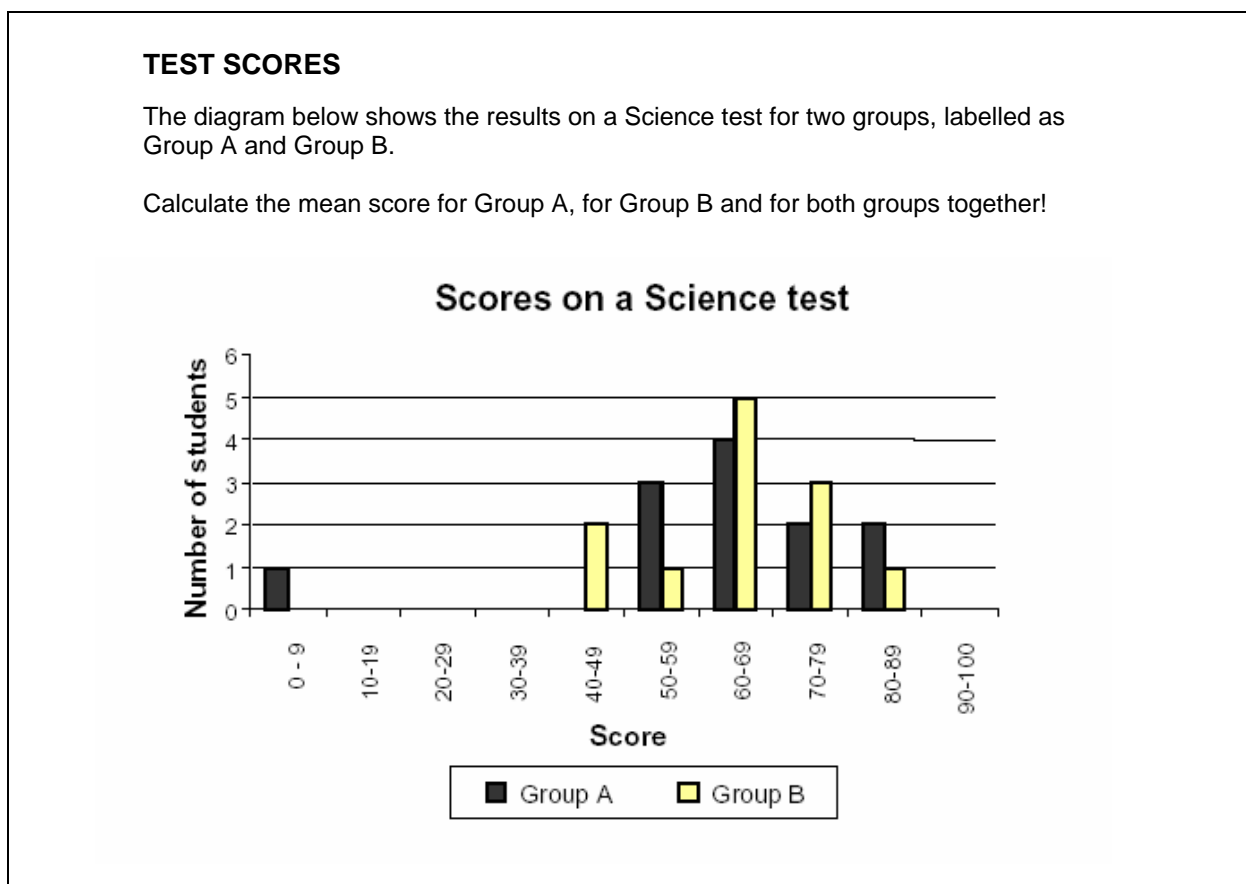 TEST SCORES
The diagram below shows the results on a Science test for two groups, labelled as
Group A and Group B.
Calculate the mean score for Group A, for Group B and for both groups together!
Scores on a Science test
Number of students
6
5
4
3
2
1
0
0 - 9
10-19
20-29
30-39
40-49
50-59
60-69
70-79
80-89
90-100
Score
Group A
Group B